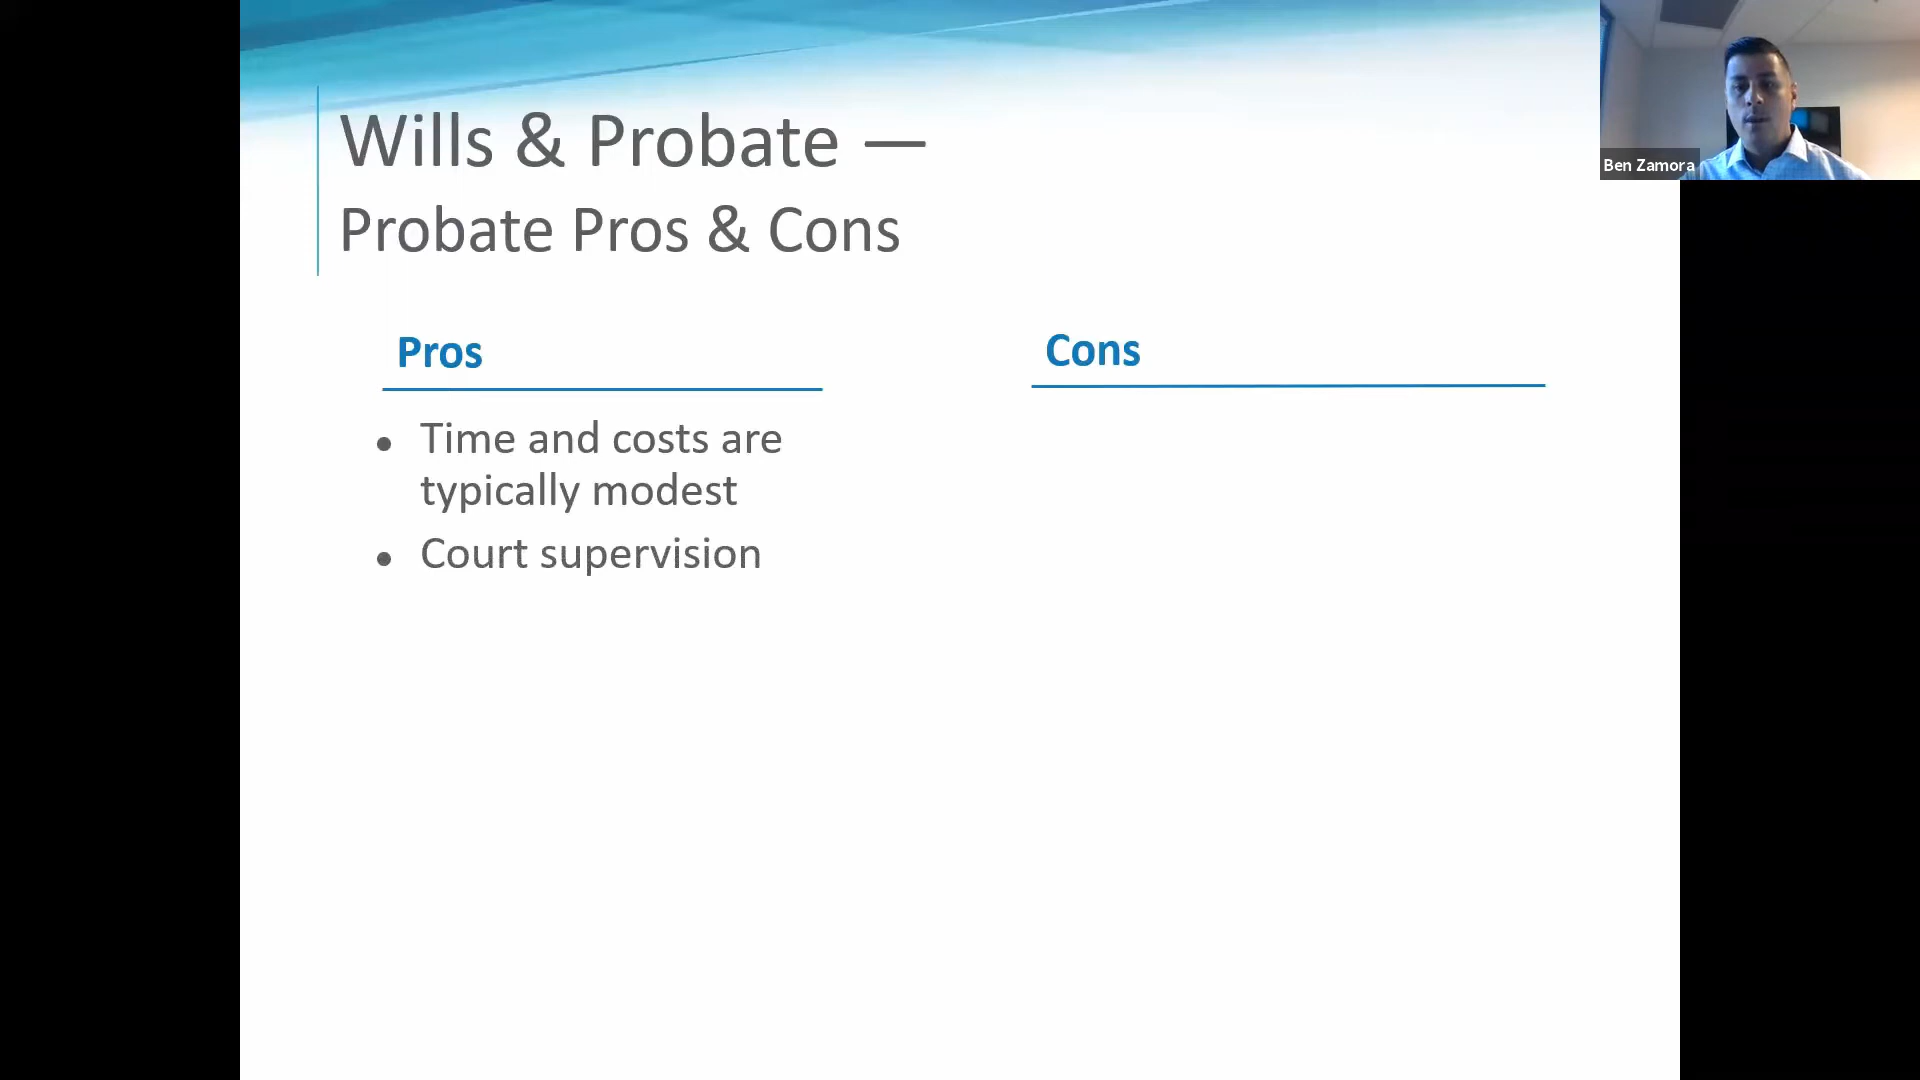 Wills & Probate —
Probate Pros & Cons
Pros
• Time and costs are
typically modest
• Court supervision
Cons
Ben Zamora